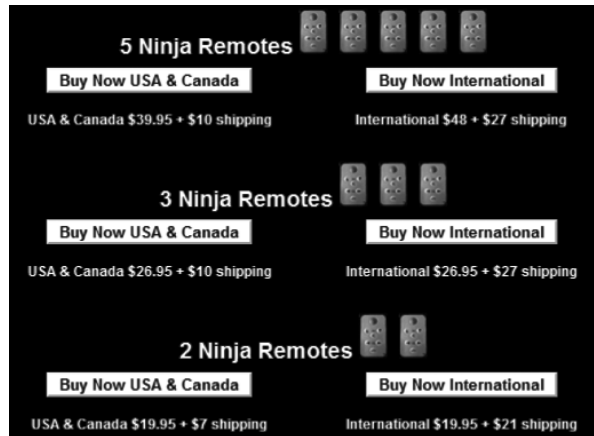 5 Ninja Remotes
Buy Now USA & Canada Buy Now International
USA & Canada $39.95 + $10 shipping International $48 + $27 shipping
3 Ninja Remotes
Buy Now USA & Canada Buy Now International
USA & Canada $26.95 + $10 shipping International $26.95 + $27 shipping
2 Ninja Remotes
Buy Now USA & Canada Buy Now International
USA & Canada $19.95 + $7 shipping International $19.95 + $21 shipping